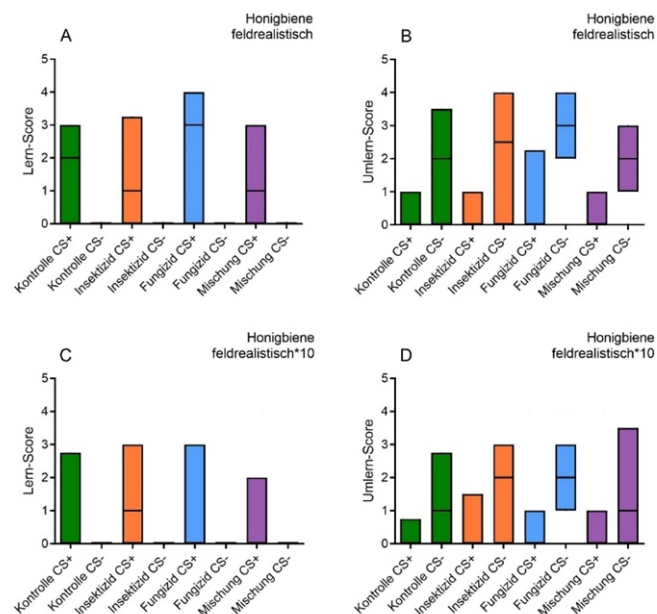 A
Honigbiene
feldrealistisch
Lern-Score
5
4
3
2
1
0
Kontrolle CS+
Kontrolle CS-
Insektizid CS+
Insektizid CS-
Fungizid CS+
Fungizid CS-
Mischung CS+
Mischung CS-
B
Honigbiene
feldrealistisch
Umlern-Score
5
4
3
2
1
0
Kontrolle CS+
Kontrolle CS-
Insektizid CS+
Insektizid CS-
Fungizid CS+
Fungizid CS-
Mischung CS+
Mischung CS-
C
Honigbiene
feldrealistisch*10
Lern-Score
5
4
3
2
1
0
Kontrolle CS+
Kontrolle CS-
Insektizid CS+
Insektizid CS-
Fungizid CS+
Fungizid CS-
Mischung CS+
Mischung CS-
D
Honigbiene
feldrealistisch*10
Umlern-Score
5
4
3
2
1
0
Kontrolle CS+
Kontrolle CS-
Insektizid CS+
Insektizid CS-
Fungizid CS+
Fungizid CS-
Mischung CS+
Mischung CS-